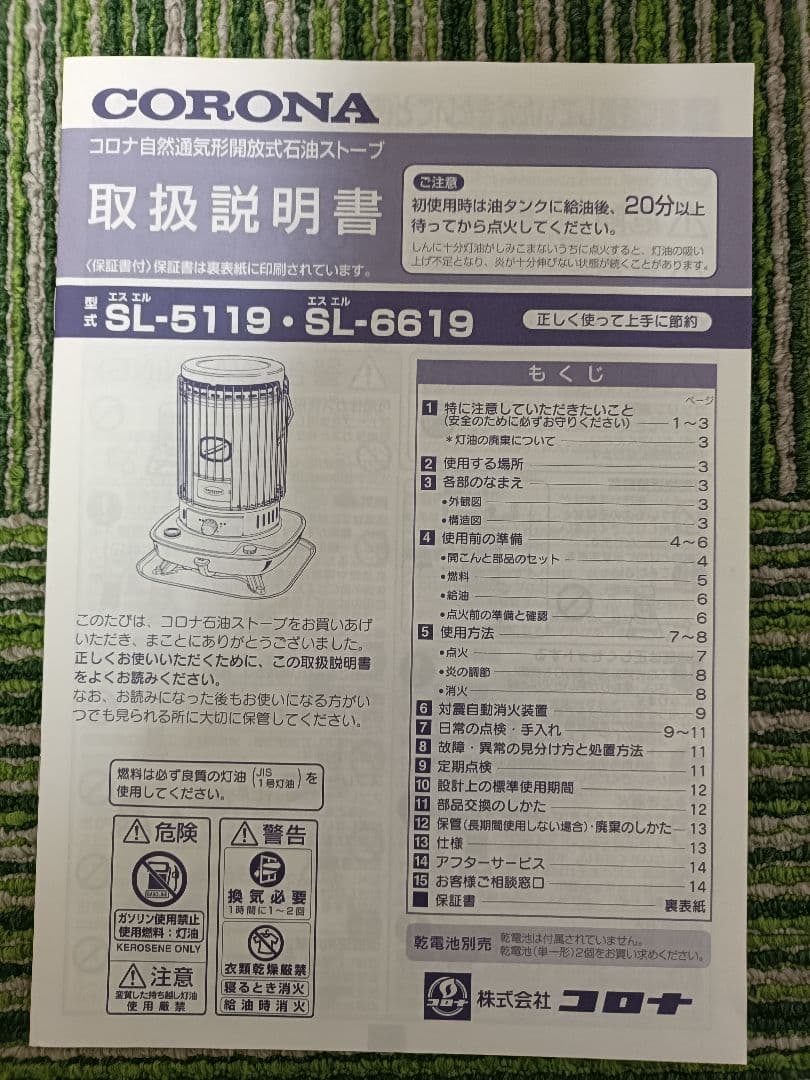 CORONA
コロナ自然通気形開放式石油ストーブ
取扱説明書
〈保証書付〉保証書は裏表紙に印刷されています。
ご注意
初使用時は油タンクに給油後、20分以上
待ってから点火してください。
しんに十分灯油がしみこまないうちに点火すると、灯油の吸い
上げ不足となり、炎が十分伸びない状態が続くことがあります。
型式 エス エル SL-5119・エス エル SL-6619
正しく使って上手に節約
このたびは、コロナ石油ストーブをお買いあげ
いただき、まことにありがとうございました。
正しくお使いいただくために、この取扱説明書
をよくお読みください。
なお、お読みになった後もお使いになる方がい
つでも見られる所に大切に保管してください。
燃料は必ず良質の灯油(JIS 1号灯油)を
使用してください。
危険
ガソリン使用禁止
使用燃料:灯油
KEROSENE ONLY
注意
変質した持ち越し灯油
使用厳禁
警告
換気必要
1時間に1~2回
衣類乾燥厳禁
寝るとき消火
給油時消火
もくじ
ページ
1 特に注意していただきたいこと
(安全のために必ずお守りください) 1~3
*灯油の廃棄について 3
2 使用する場所 3
3 各部のなまえ 3
•外観図 3
•構造図 3
4 使用前の準備 4~6
•開こんと部品のセット 4
•燃料 5
•給油 6
•点火前の準備と確認 6
5 使用方法 7~8
•点火 7
•炎の調節 8
•消火 8
6 対震自動消火装置 9
7 日常の点検・手入れ 9~11
8 故障・異常の見分け方と処置方法 11
9 定期点検 11
10 設計上の標準使用期間 12
11 部品交換のしかた 12
12 保管(長期間使用しない場合)・廃棄のしかた 13
13 仕様 13
14 アフターサービス 14
15 お客様ご相談窓口 14
■ 保証書 裏表紙
乾電池別売
乾電池は付属されていません。
乾電池(単一形)2個をお買い求めください。
コロナ
株式会社 コロナ